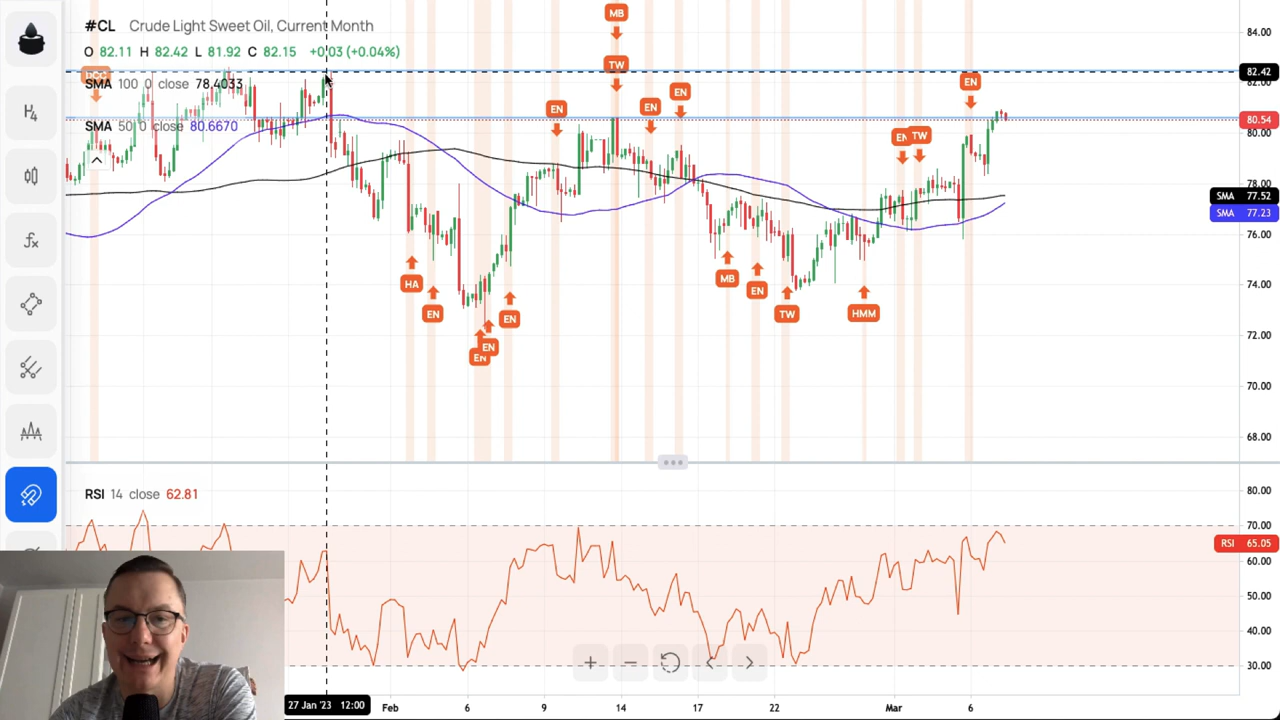 #CL Crude Light Sweet Oil, Current Month
O 82.11 H 82.42 L 81.92 C 82.15 +0.03 (+0.04%)
SMA 100 0 close 78.4033
SMA 50 0 close 80.6670
H4
fx
MB
TW
EN
EN
EN
EN
EN
TW
HA
EN
EN
EN
EN
MB
EN
TW
HMM
84.00
82.42
80.54
78.00
SMA 77.52
SMA 77.23
76.00
74.00
72.00
70.00
68.00
RSI 14 close 62.81
80.00
70.00
RSI 65.05
50.00
40.00
30.00
27 Jan '23 12:00
Feb
6
9
14
17
22
Mar
6